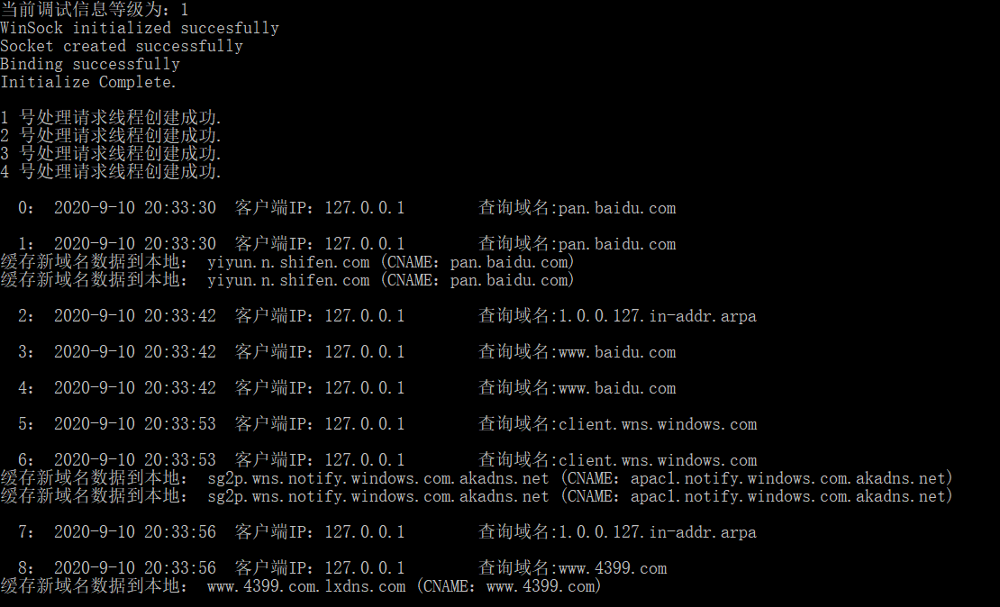 当前调试信息等级为：1
WinSock initialized succesfully
Socket created successfully
Binding successfully
Initialize Complete.
1 号处理请求线程创建成功.
2 号处理请求线程创建成功.
3 号处理请求线程创建成功.
4 号处理请求线程创建成功.
0： 2020-9-10 20:33:30 客户端IP：127.0.0.1 查询域名:pan.baidu.com
1： 2020-9-10 20:33:30 客户端IP：127.0.0.1 查询域名:pan.baidu.com
缓存新域名数据到本地： yiyun.n.shifen.com (CNAME：pan.baidu.com)
缓存新域名数据到本地： yiyun.n.shifen.com (CNAME：pan.baidu.com)
2： 2020-9-10 20:33:42 客户端IP：127.0.0.1 查询域名:1.0.0.127.in-addr.arpa
3： 2020-9-10 20:33:42 客户端IP：127.0.0.1 查询域名:www.baidu.com
4： 2020-9-10 20:33:42 客户端IP：127.0.0.1 查询域名:www.baidu.com
5： 2020-9-10 20:33:53 客户端IP：127.0.0.1 查询域名:client.wns.windows.com
6： 2020-9-10 20:33:53 客户端IP：127.0.0.1 查询域名:client.wns.windows.com
缓存新域名数据到本地： sg2p.wns.notify.windows.com.akadns.net (CNAME：apac1.notify.windows.com.akadns.net)
缓存新域名数据到本地： sg2p.wns.notify.windows.com.akadns.net (CNAME：apac1.notify.windows.com.akadns.net)
7： 2020-9-10 20:33:56 客户端IP：127.0.0.1 查询域名:1.0.0.127.in-addr.arpa
8： 2020-9-10 20:33:56 客户端IP：127.0.0.1 查询域名:www.4399.com
缓存新域名数据到本地： www.4399.com.lxdns.com (CNAME：www.4399.com)